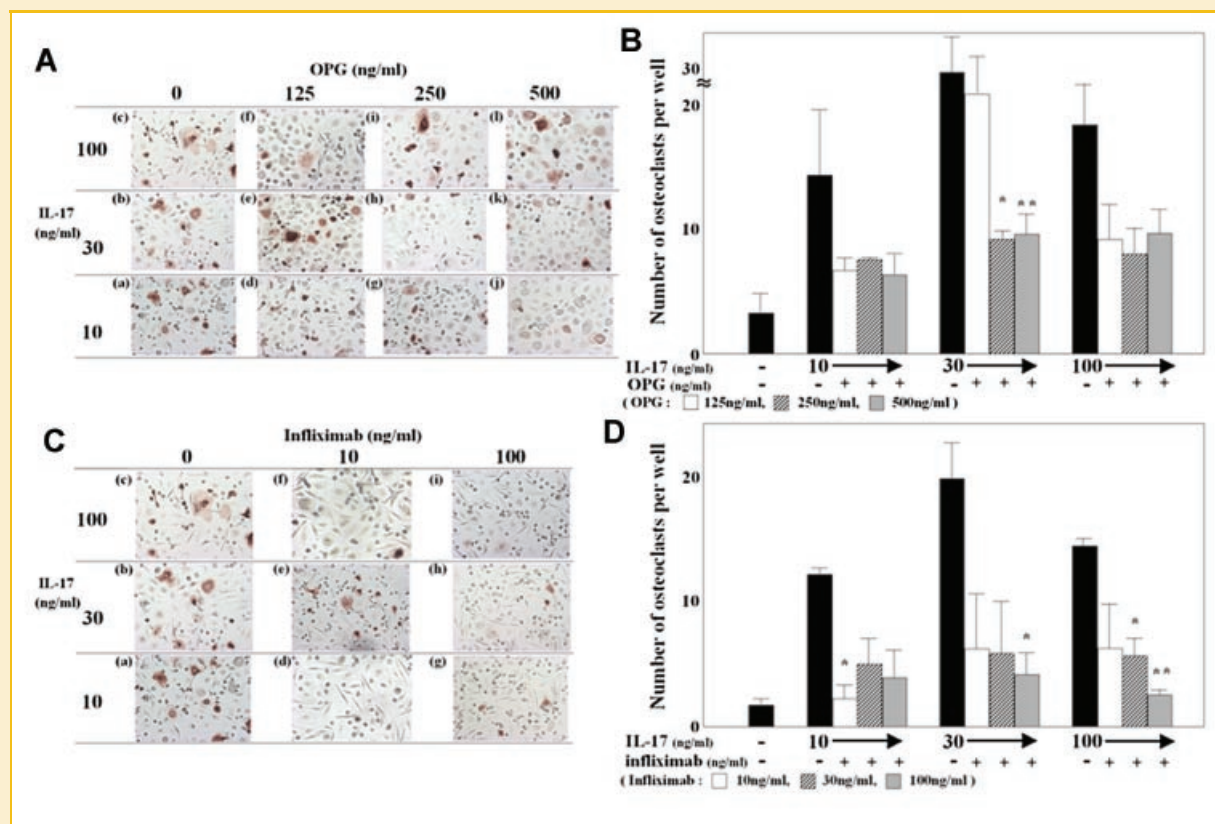 A
OPG (ng/ml)
0 125 250 500
(c) (f) (i) (l)
100
(b) (e) (h) (k)
IL-17
(ng/ml)
30
(a) (d) (g) (j)
10
B
Number of osteoclasts per well
30
20
10
0
* **
IL-17 (ng/ml) - 10 30 100
OPG (ng/ml) - - + + + - + + + - + + +
( OPG : 125ng/ml, 250ng/ml, 500ng/ml )
C
Infliximab (ng/ml)
0 10 100
(c) (f) (i)
100
(b) (e) (h)
IL-17
(ng/ml)
30
(a) (d) (g)
10
D
Number of osteoclasts per well
20
10
0
* * * **
IL-17 (ng/ml) - 10 30 100
infliximab (ng/ml) - - + + + - + + + - + + +
( Infliximab : 10ng/ml, 30ng/ml, 100ng/ml )